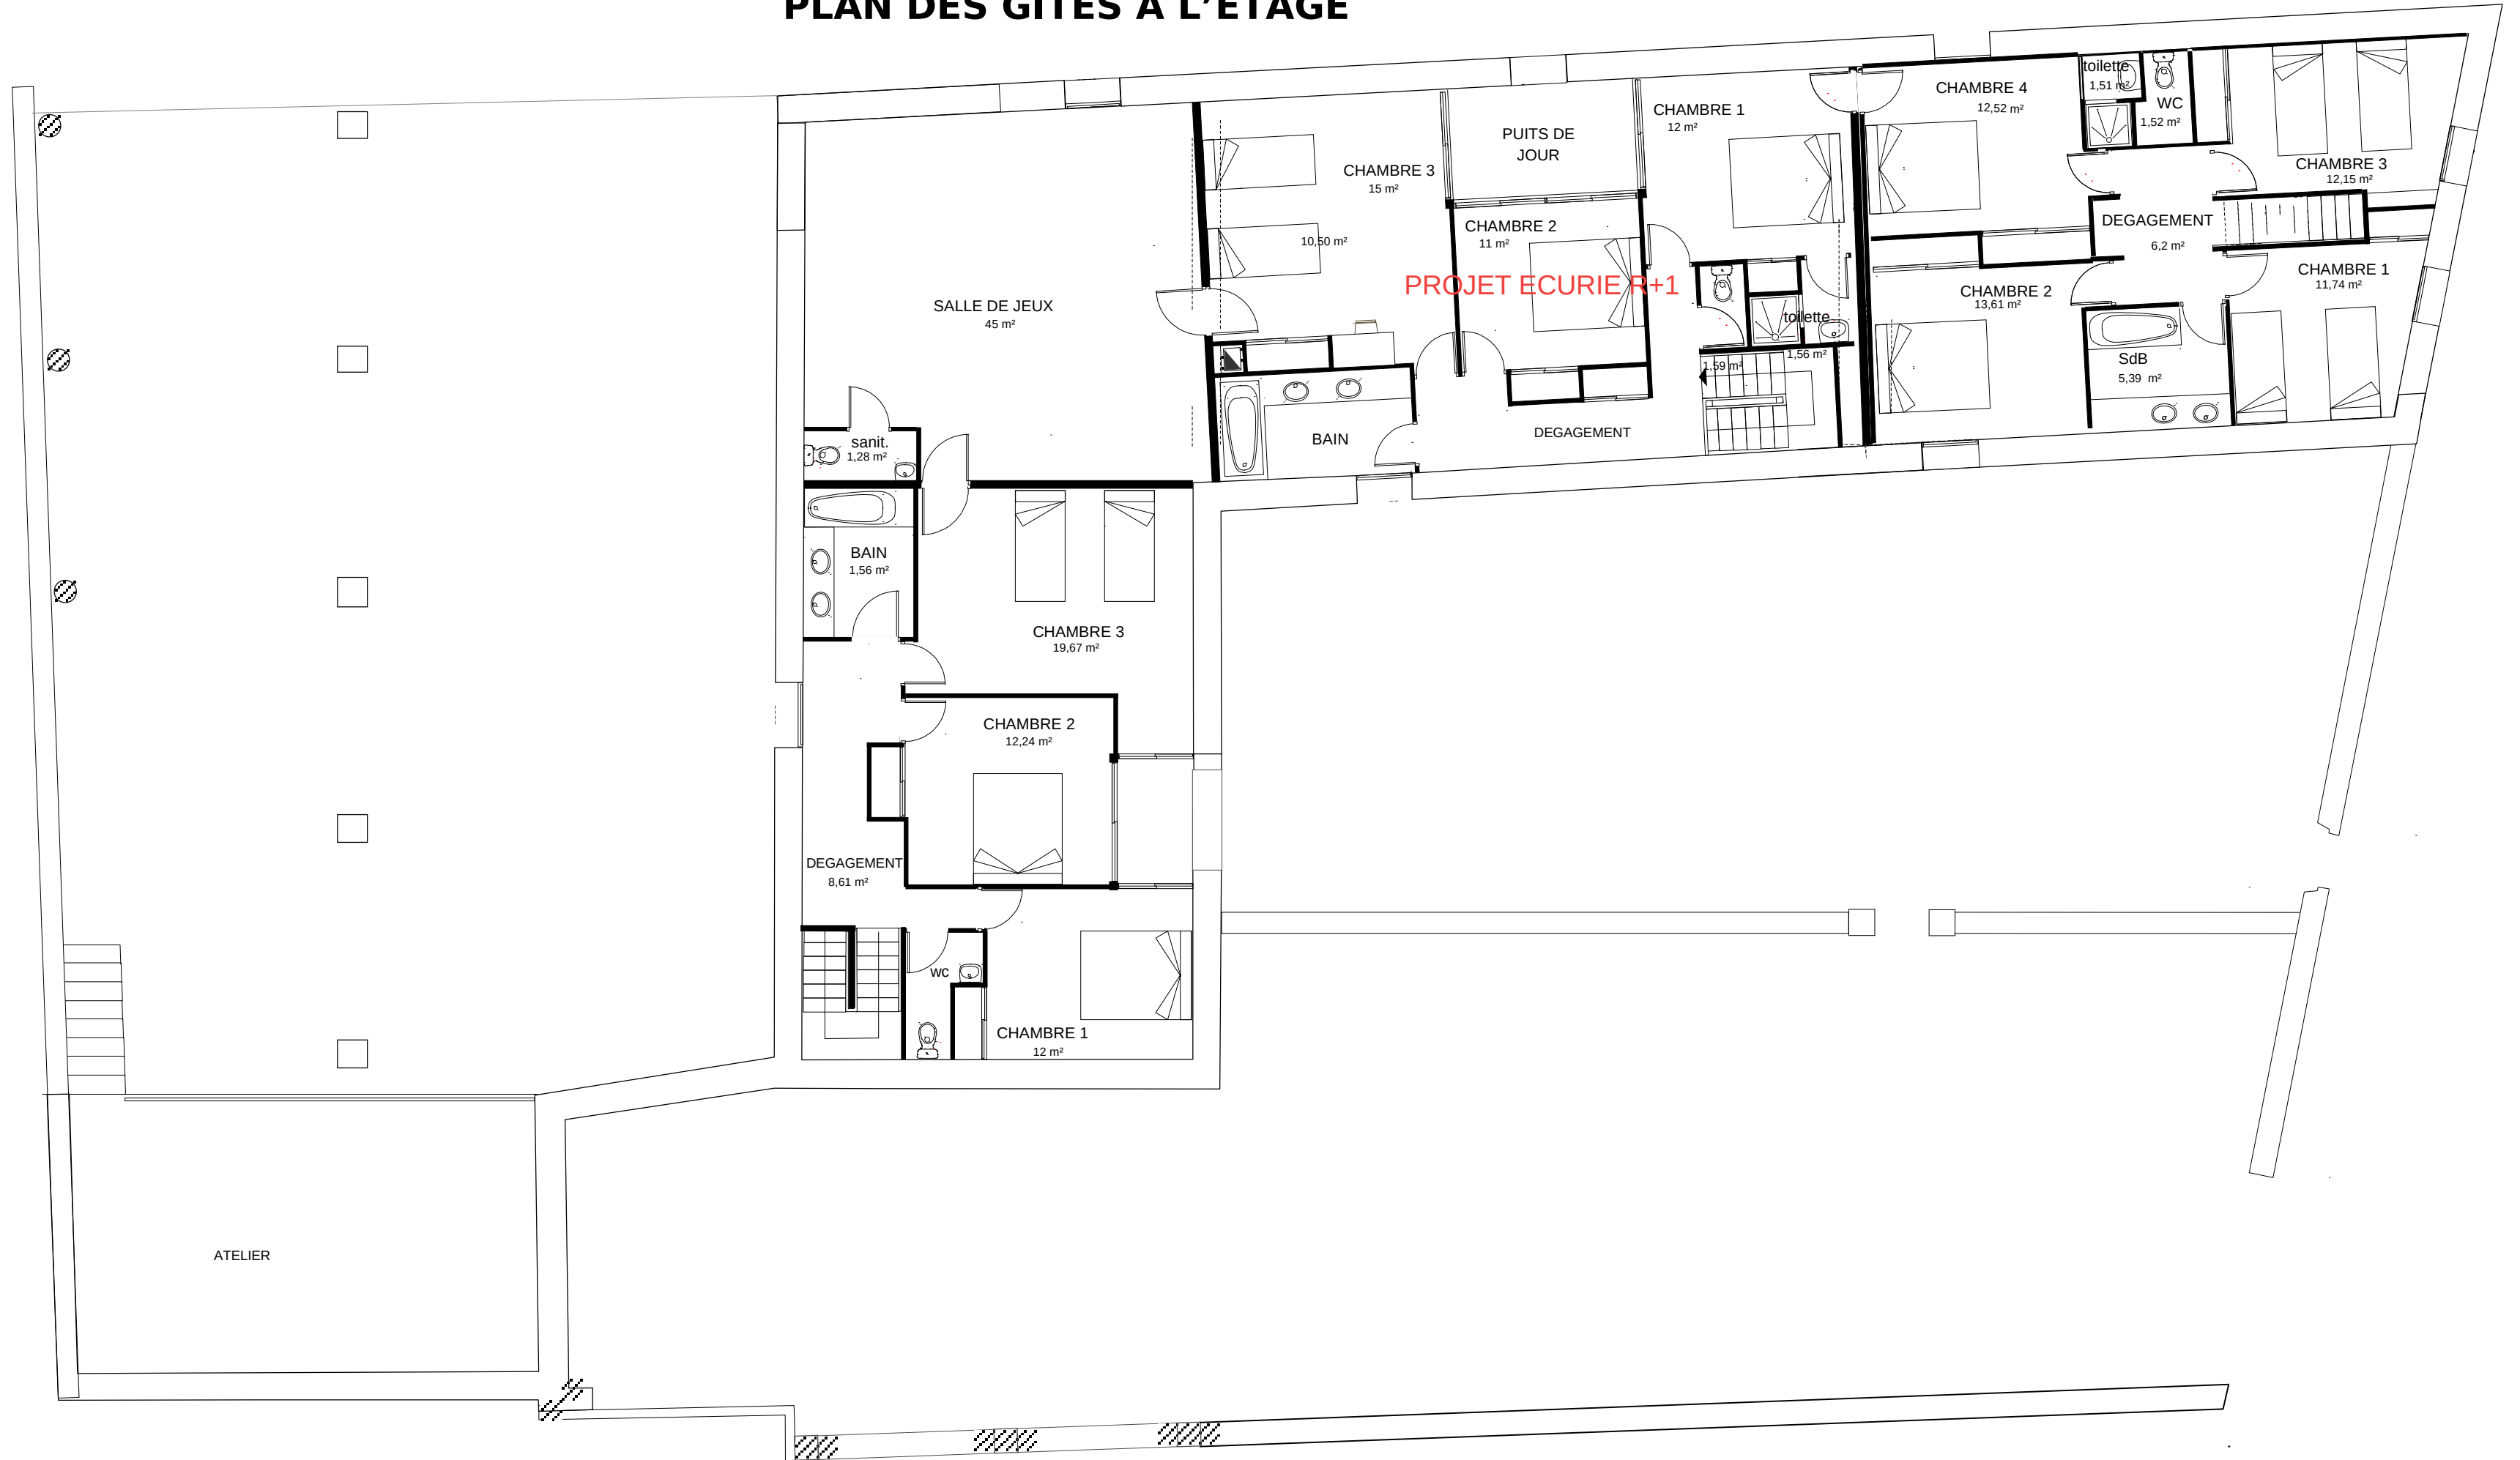 PLAN DES GITES A L’ETAGE
CHAMBRE 4
12,52 m²
toilette
1,51 m²
WC
1,52 m²
CHAMBRE 3
12,15 m²
CHAMBRE 1
12 m²
PUITS DE
JOUR
CHAMBRE 3
15 m²
10,50 m²
CHAMBRE 2
11 m²
DEGAGEMENT
6,2 m²
PROJET ECURIE R+1
CHAMBRE 2
13,61 m²
CHAMBRE 1
11,74 m²
SALLE DE JEUX
45 m²
toilette
1,56 m²
1,59 m²
SdB
5,39 m²
BAIN
DEGAGEMENT
sanit.
1,28 m²
BAIN
1,56 m²
CHAMBRE 3
19,67 m²
CHAMBRE 2
12,24 m²
DEGAGEMENT
8,61 m²
wc
CHAMBRE 1
12 m²
ATELIER